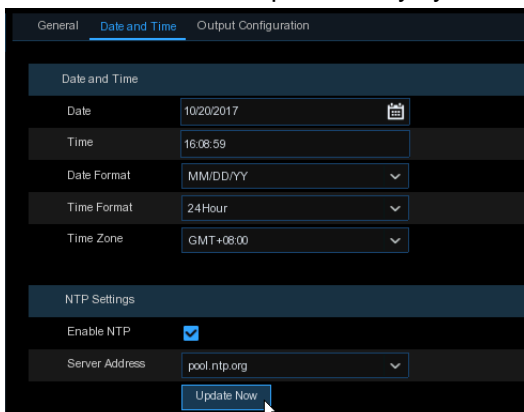 General Date and Time Output Configuration
Date and Time
Date 10/20/2017
Time 16:08:59
Date Format MM/DD/YY
Time Format 24Hour
Time Zone GMT+08:00
NTP Settings
Enable NTP
Server Address pool.ntp.org
Update Now